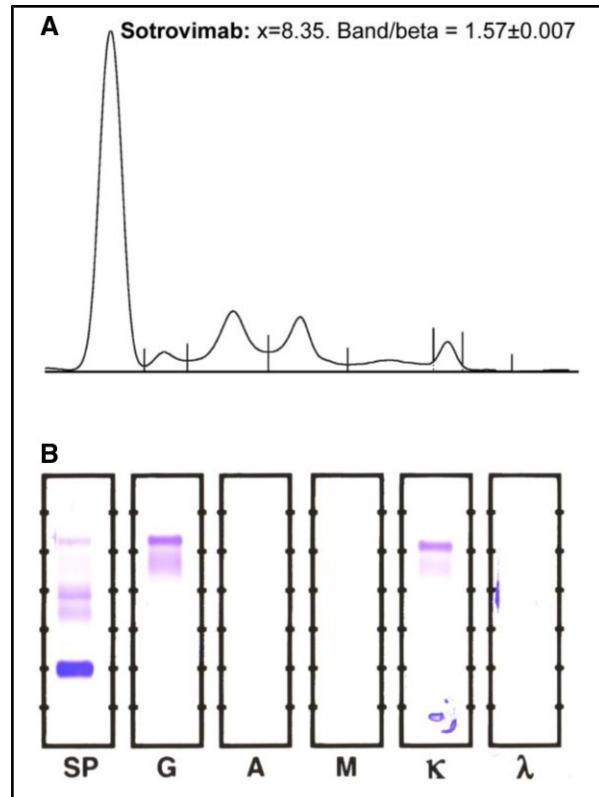 A Sotrovimab: x=8.35. Band/beta = 1.57±0.007
B
SP G A M κ λ